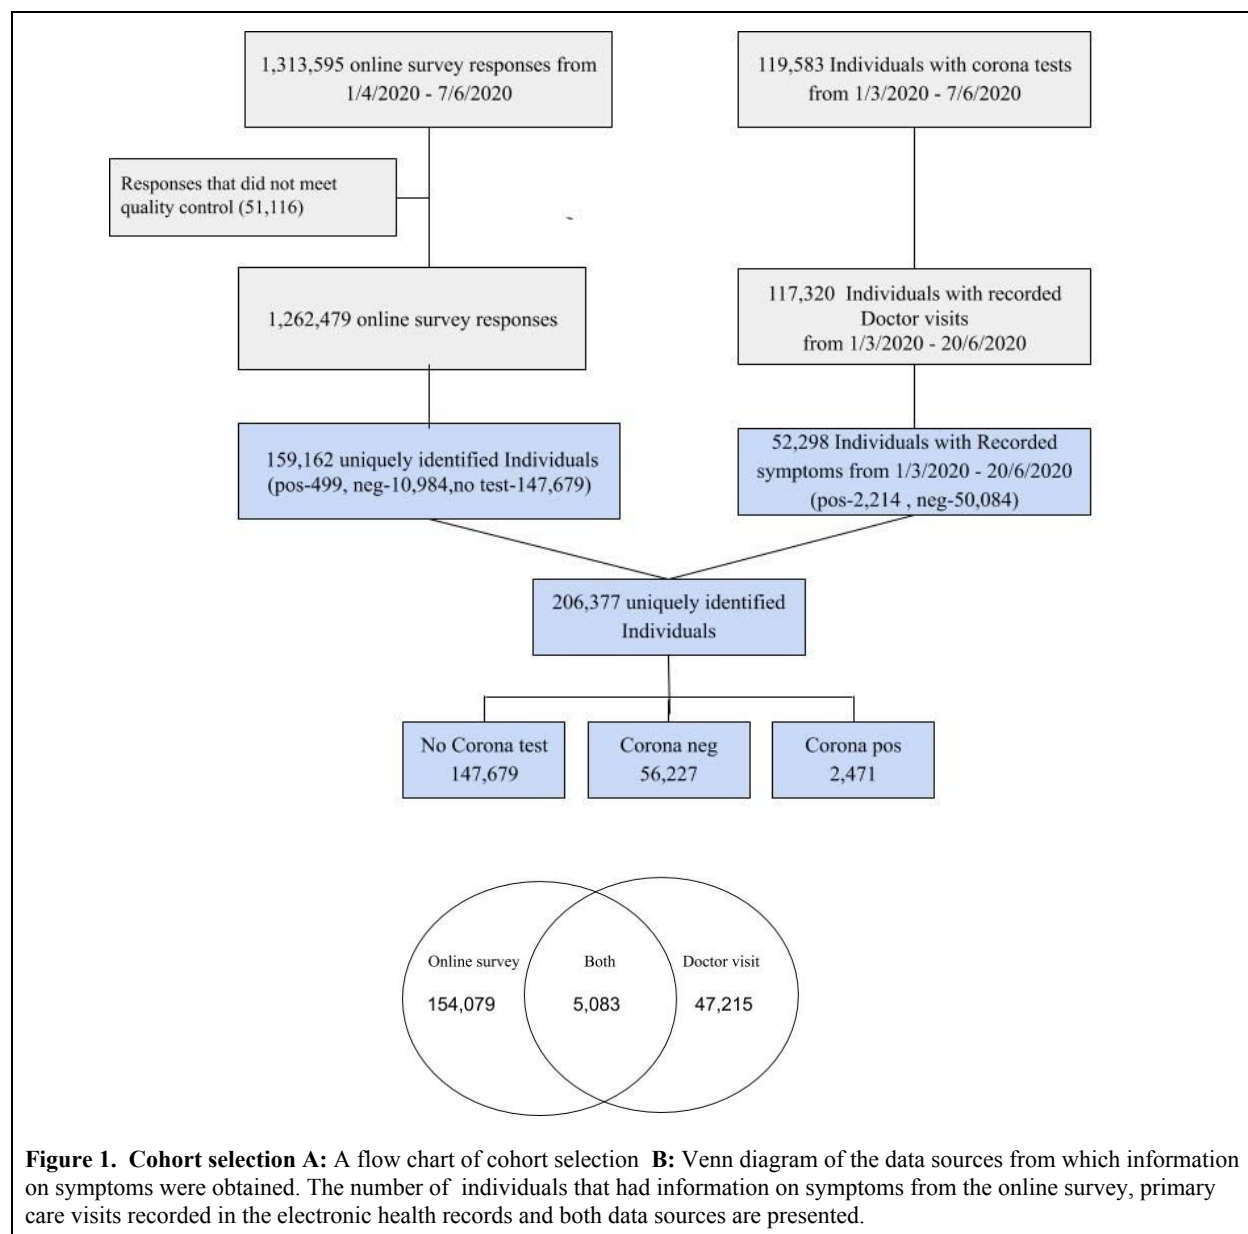 1,313,595 online survey responses from
1/4/2020 - 7/6/2020
119,583 Individuals with corona tests
from 1/3/2020 - 7/6/2020
Responses that did not meet
quality control (51,116)
1,262,479 online survey responses
117,320 Individuals with recorded
Doctor visits
from 1/3/2020 - 20/6/2020
159,162 uniquely identified Individuals
(pos-499, neg-10,984,no test-147,679)
52,298 Individuals with Recorded
symptoms from 1/3/2020 - 20/6/2020
(pos-2,214 , neg-50,084)
206,377 uniquely identified
Individuals
No Corona test
147,679
Corona neg
56,227
Corona pos
2,471
Online survey
154,079
Both
5,083
Doctor visit
47,215
Figure 1. Cohort selection A: A flow chart of cohort selection B: Venn diagram of the data sources from which information
on symptoms were obtained. The number of individuals that had information on symptoms from the online survey, primary
care visits recorded in the electronic health records and both data sources are presented.